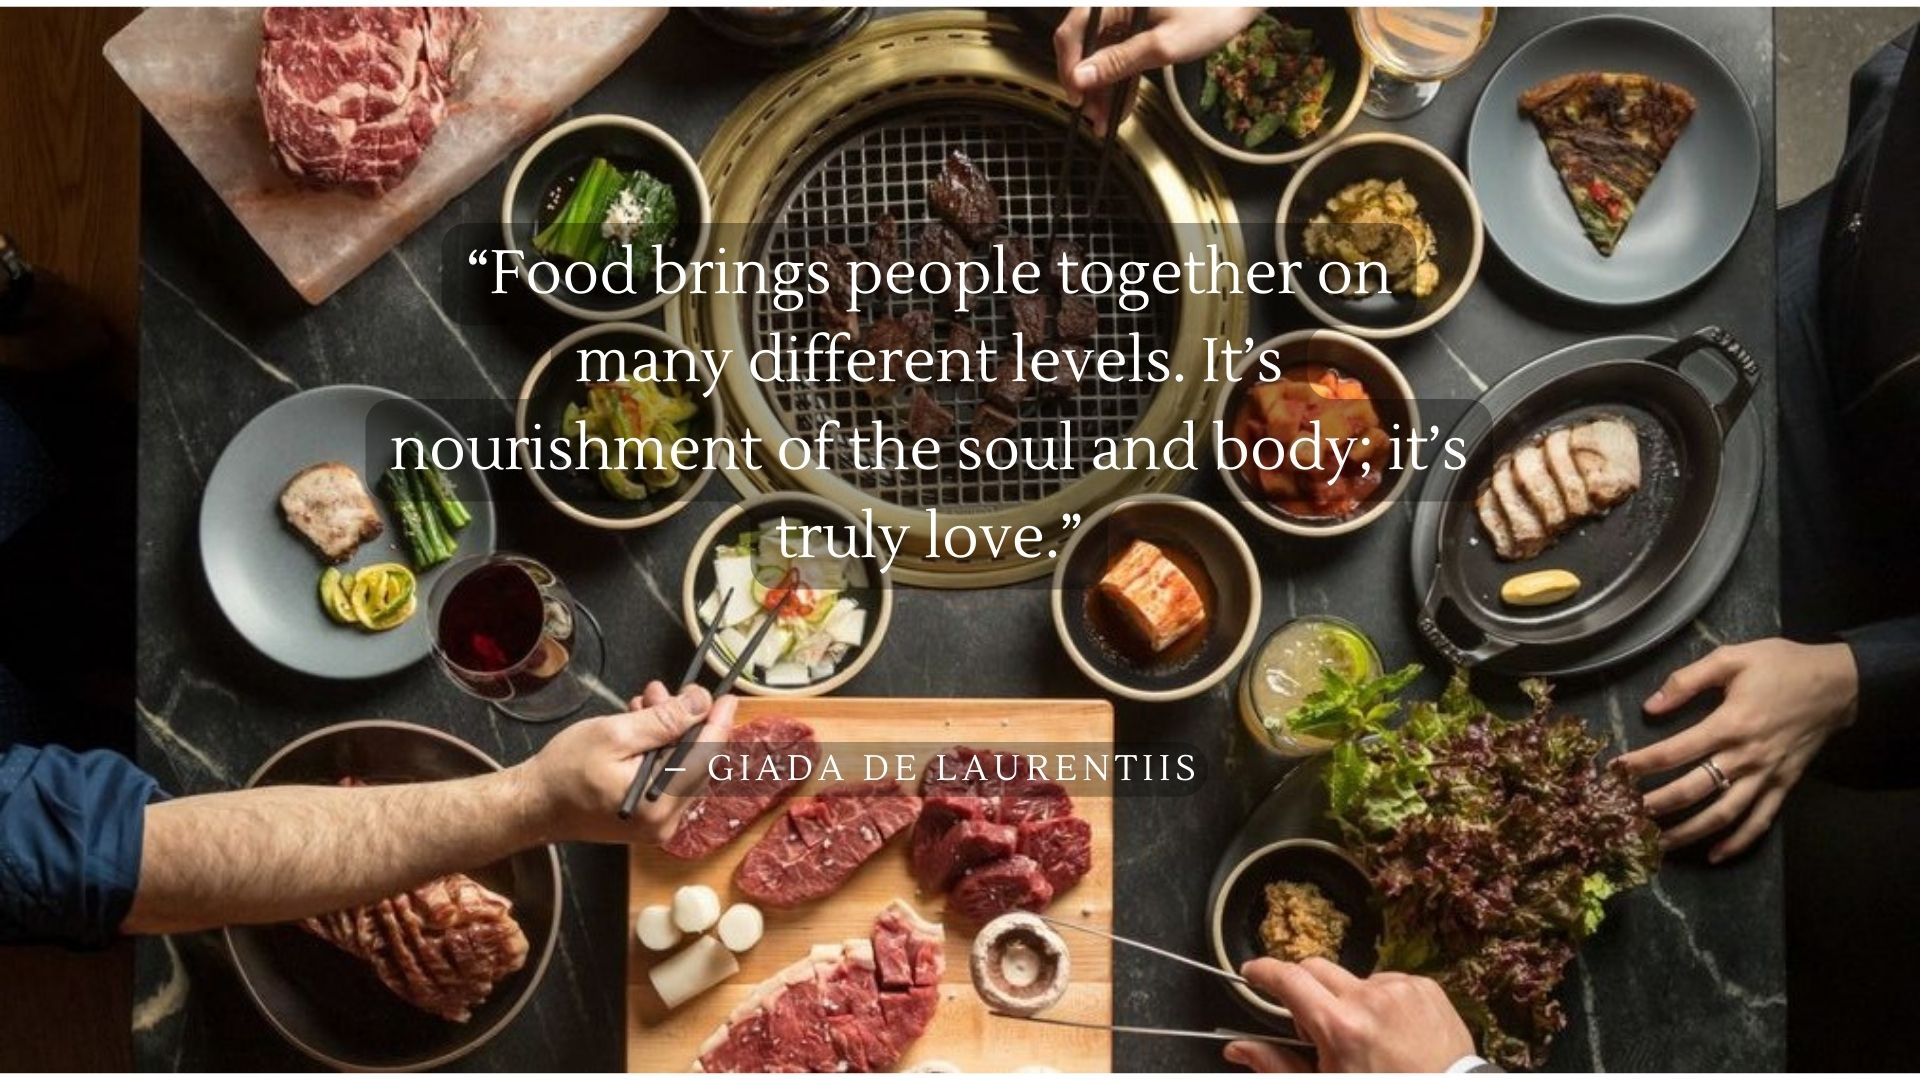 “Food brings people together on
many different levels. It’s
nourishment of the soul and body; it’s
truly love.”
– GIADA DE LAURENTIIS